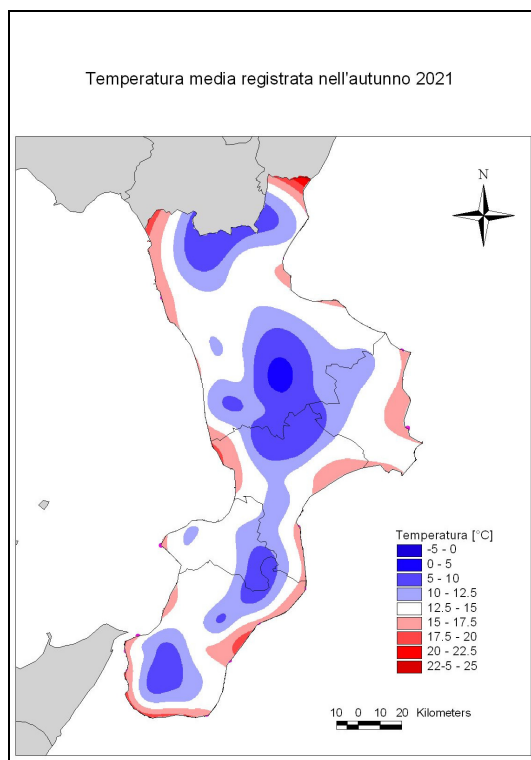 Temperatura media registrata nell'autunno 2021
N
Temperatura [°C]
-5 - 0
0 - 5
5 - 10
10 - 12.5
12.5 - 15
15 - 17.5
17.5 - 20
20 - 22.5
22-5 - 25
10 0 10 20 Kilometers